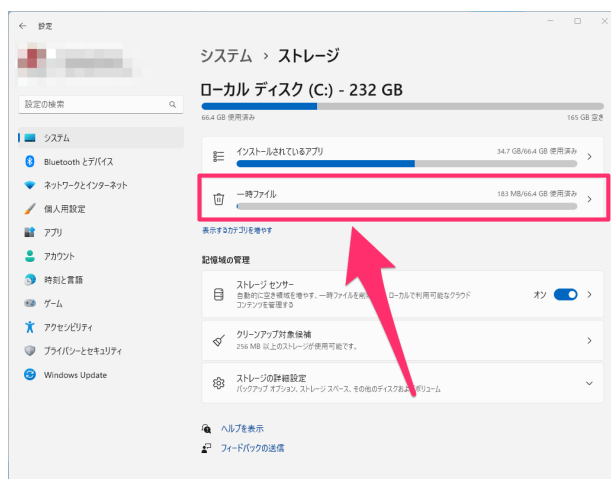 設定
システム › ストレージ
ローカル ディスク (C:) - 232 GB
66.4 GB 使用済み
165 GB 空き
設定の検索
システム
Bluetooth とデバイス
ネットワークとインターネット
個人用設定
アプリ
アカウント
時刻と言語
ゲーム
アクセシビリティ
プライバシーとセキュリティ
Windows Update
インストールされているアプリ
34.7 GB/66.4 GB 使用済み
一時ファイル
183 MB/66.4 GB 使用済み
表示するカテゴリを増やす
記憶域の管理
ストレージ センサー
自動的に空き領域を増やす、一時ファイルを削 、ローカルで利用可能なクラウド
コンテンツを管理する
オン
クリーンアップ対象候補
256 MB 以上のストレージが使用可能です。
ストレージの詳細設定
バックアップ オプション、ストレージ スペース、その他のディスクおよ ボリューム
ヘルプを表示
フィードバックの送信